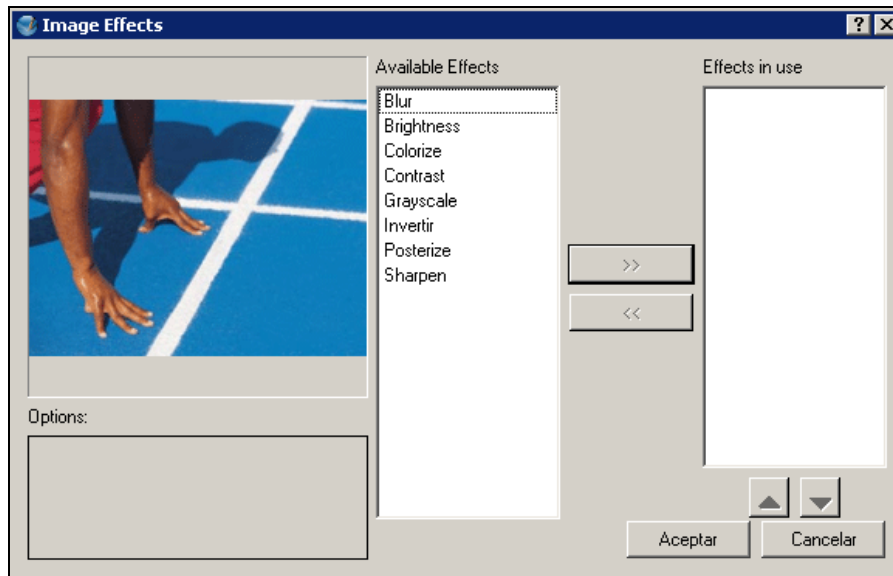 Image Effects
Available Effects
Effects in use
Blur
Brightness
Colorize
Contrast
Grayscale
Invertir
Posterize
Sharpen
>>
<<
Options:
Aceptar
Cancelar